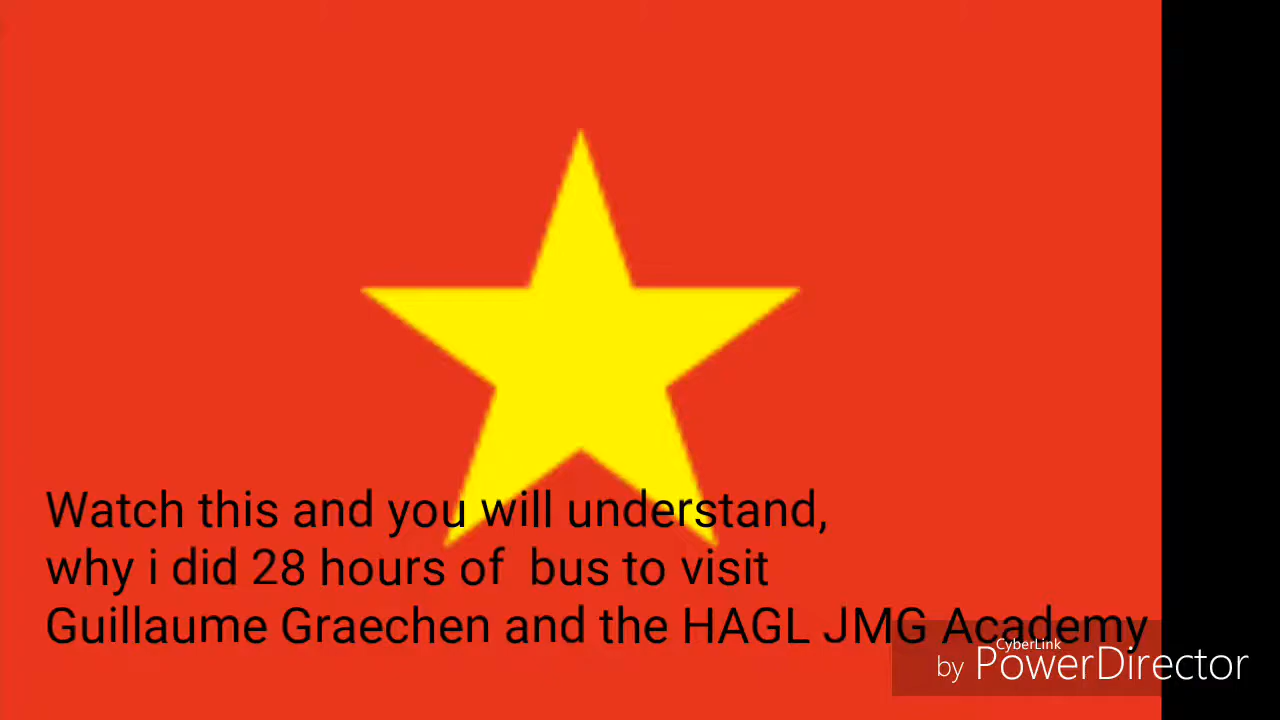 Watch this and you will understand,
why i did 28 hours of  bus to visit
Guillaume Graechen and the HAGL JMG Academy
CyberLink
by PowerDirector